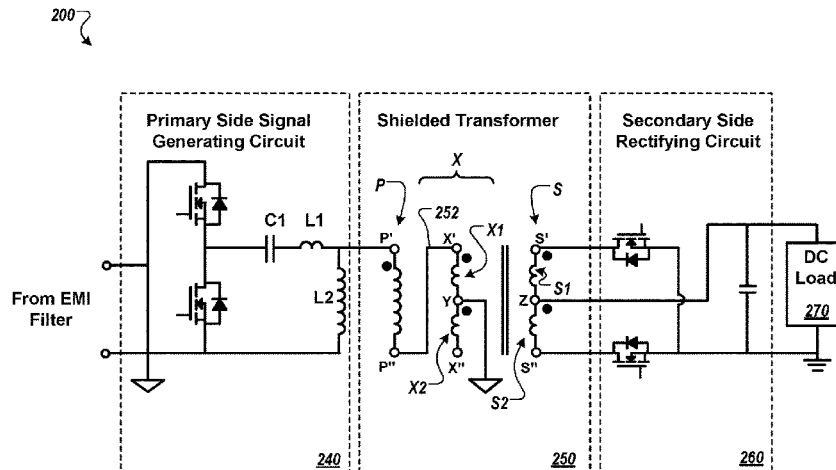 200
Primary Side Signal
Generating Circuit
Shielded Transformer
Secondary Side
Rectifying Circuit
X
P
S
C1
L1
252
P'
X'
X1
S'
DC
Load
270
S1
From EMI
Filter
L2
Y
Z
P"
X"
S"
X2
S2
240
250
260